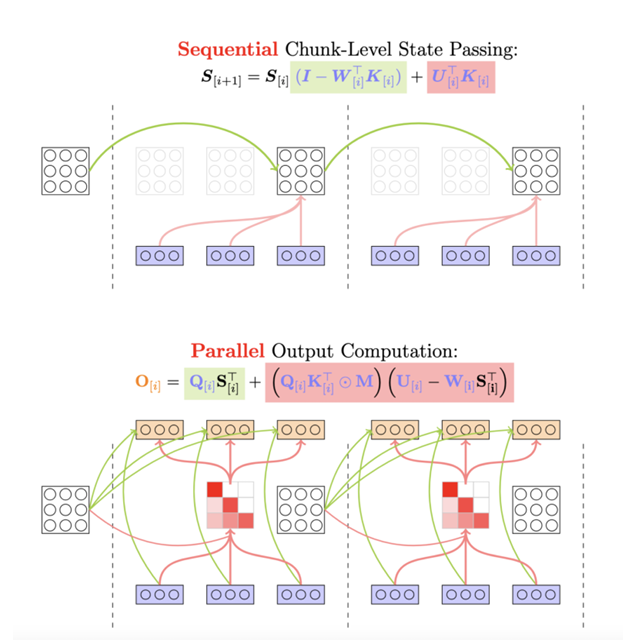 Sequential Chunk-Level State Passing:
S[i+1] = S[i] (I − W⊤[i]K[i]) + U⊤[i]K[i]
Parallel Output Computation:
O[i] = Q[i]S⊤[i] + (Q[i]K⊤[i] ⊙ M) (U[i] − W[i]S⊤[i])